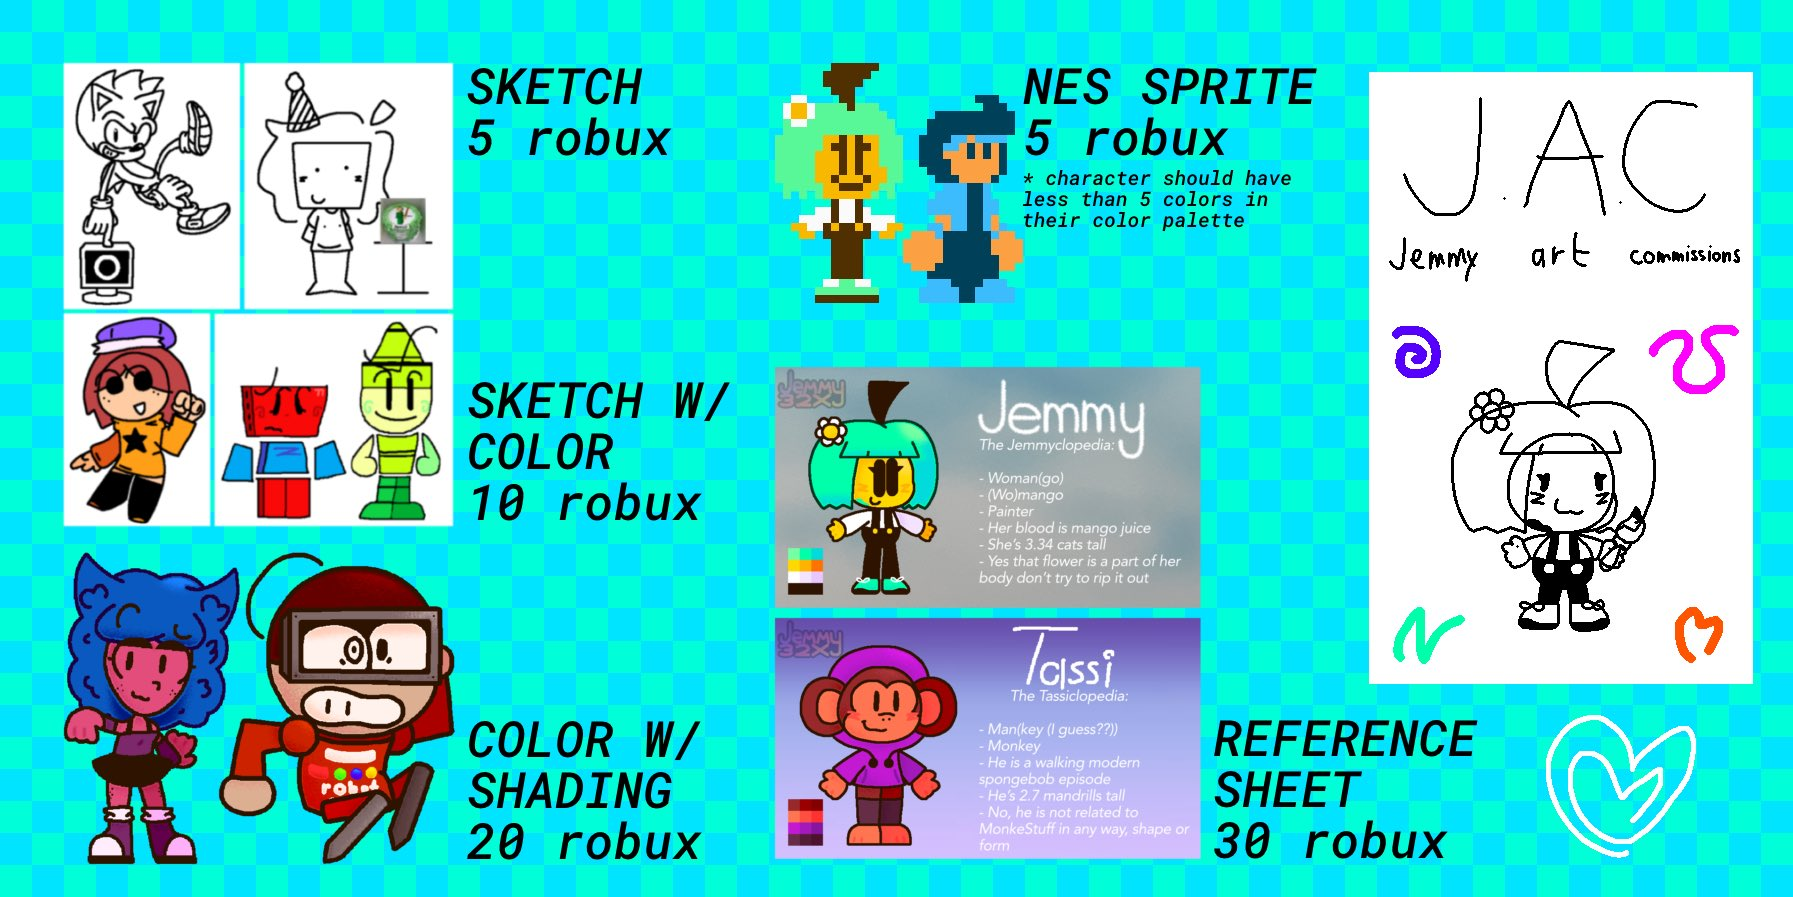 SKETCH
5 robux
SKETCH W/
COLOR
10 robux
COLOR W/
SHADING
20 robux
NES SPRITE
5 robux
* character should have
less than 5 colors in
their color palette
Jemmy
32XY
Jemmy
The Jemmyclopedia:
- Woman(go)
- (Wo)mango
- Painter
- Her blood is mango juice
- She's 3.34 cats tall
- Yes that flower is a part of her
body don't try to rip it out
Jemmy
32XY
Tassi
The Tassiclopedia:
- Man(key (I guess??))
- Monkey
- He is a walking modern
spongebob episode
- He's 2.7 mandrills tall
- No, he is not related to
MonkeStuff in any way, shape or
form
REFERENCE
SHEET
30 robux
J.A.C
Jemmy art commissions